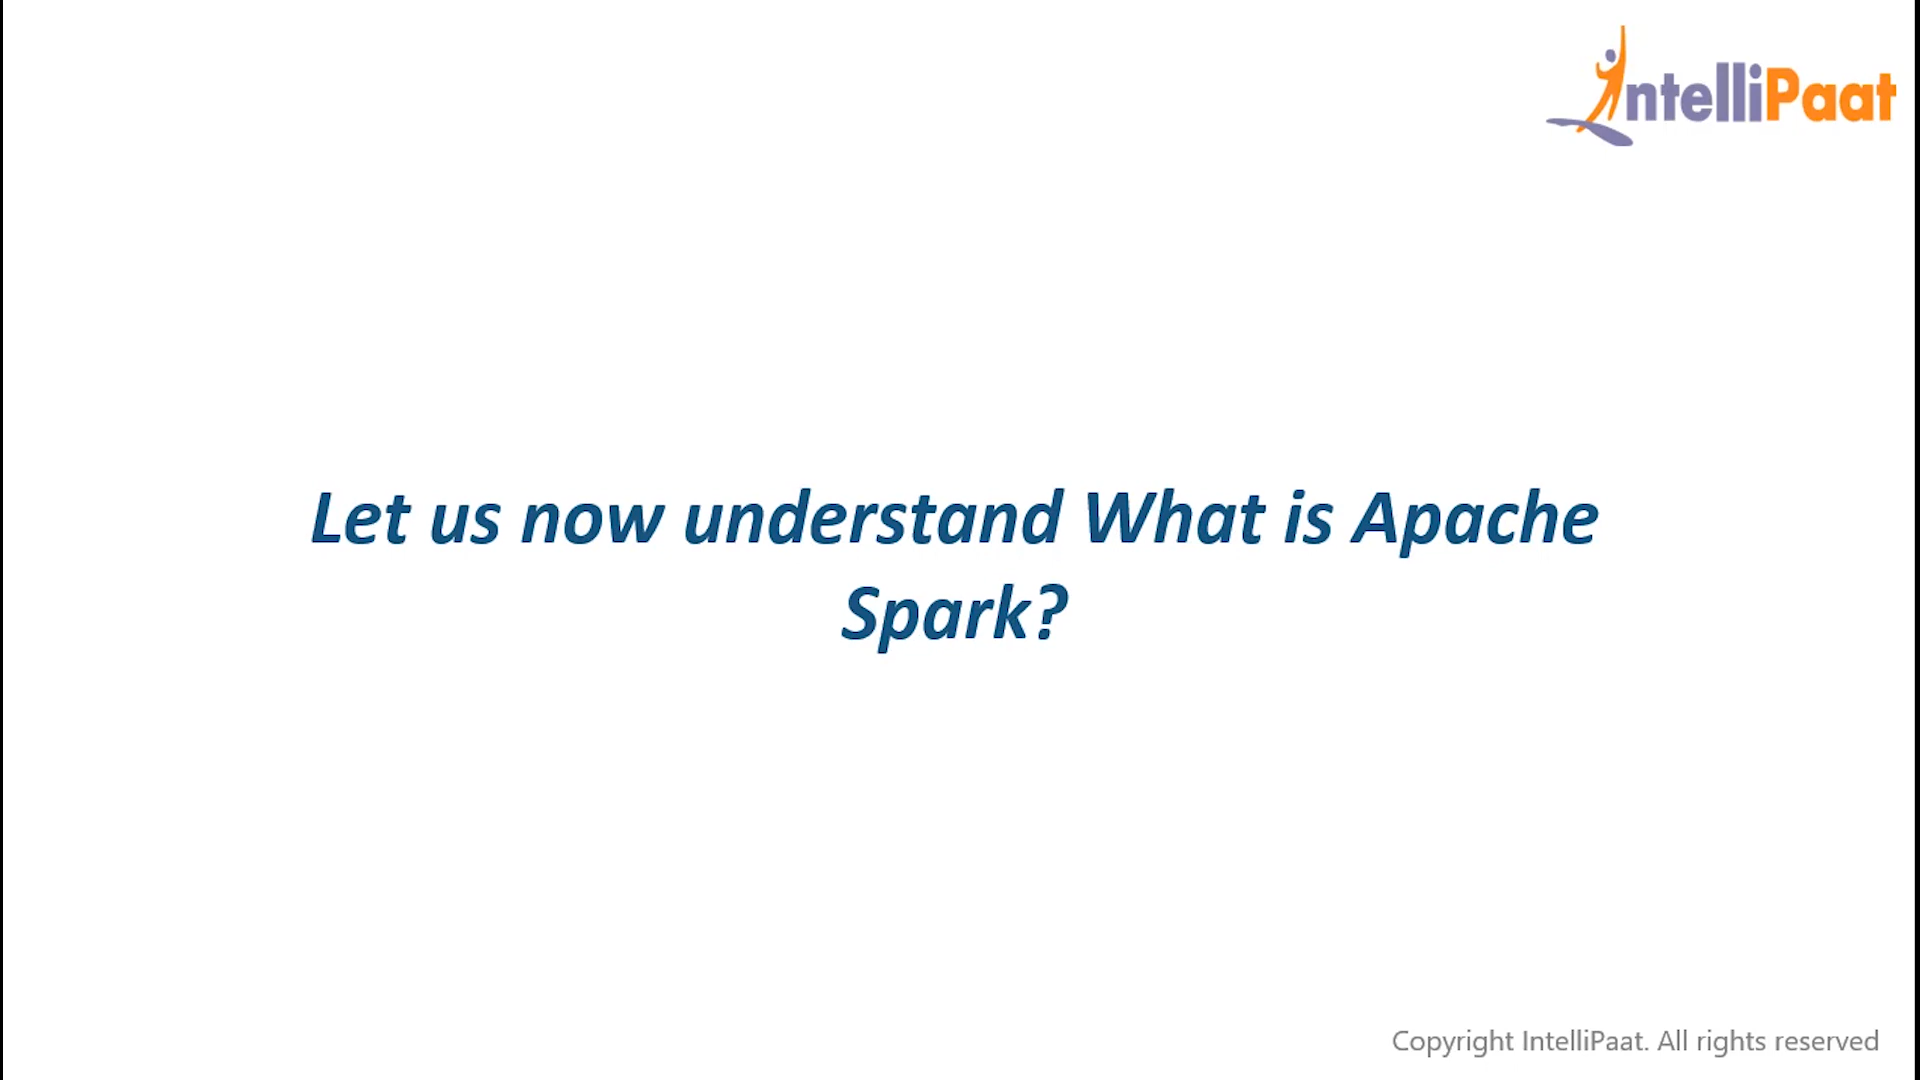 IntelliPaat
Let us now understand What is Apache
Spark?
Copyright IntelliPaat. All rights reserved